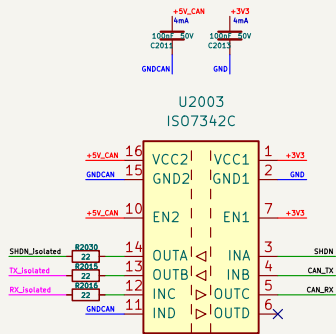 +5V_CAN +3V3
4mA 4mA
100nF 50V 100nF 50V
C2011 C2013
GNDCAN GND
U2003
ISO7342C
+5V_CAN 16 VCC2 VCC1 1 +3V3
GNDCAN 15 GND2 GND1 2 GND
+5V_CAN 10 EN2 EN1 7 +3V3
SHDN_isolated R2030 22 14 OUTA INA 3 SHDN
TX_isolated R2015 22 13 OUTB INB 4 CAN_TX
RX_isolated R2016 22 12 INC OUTC 5 CAN_RX
GNDCAN 11 IND OUTD 6